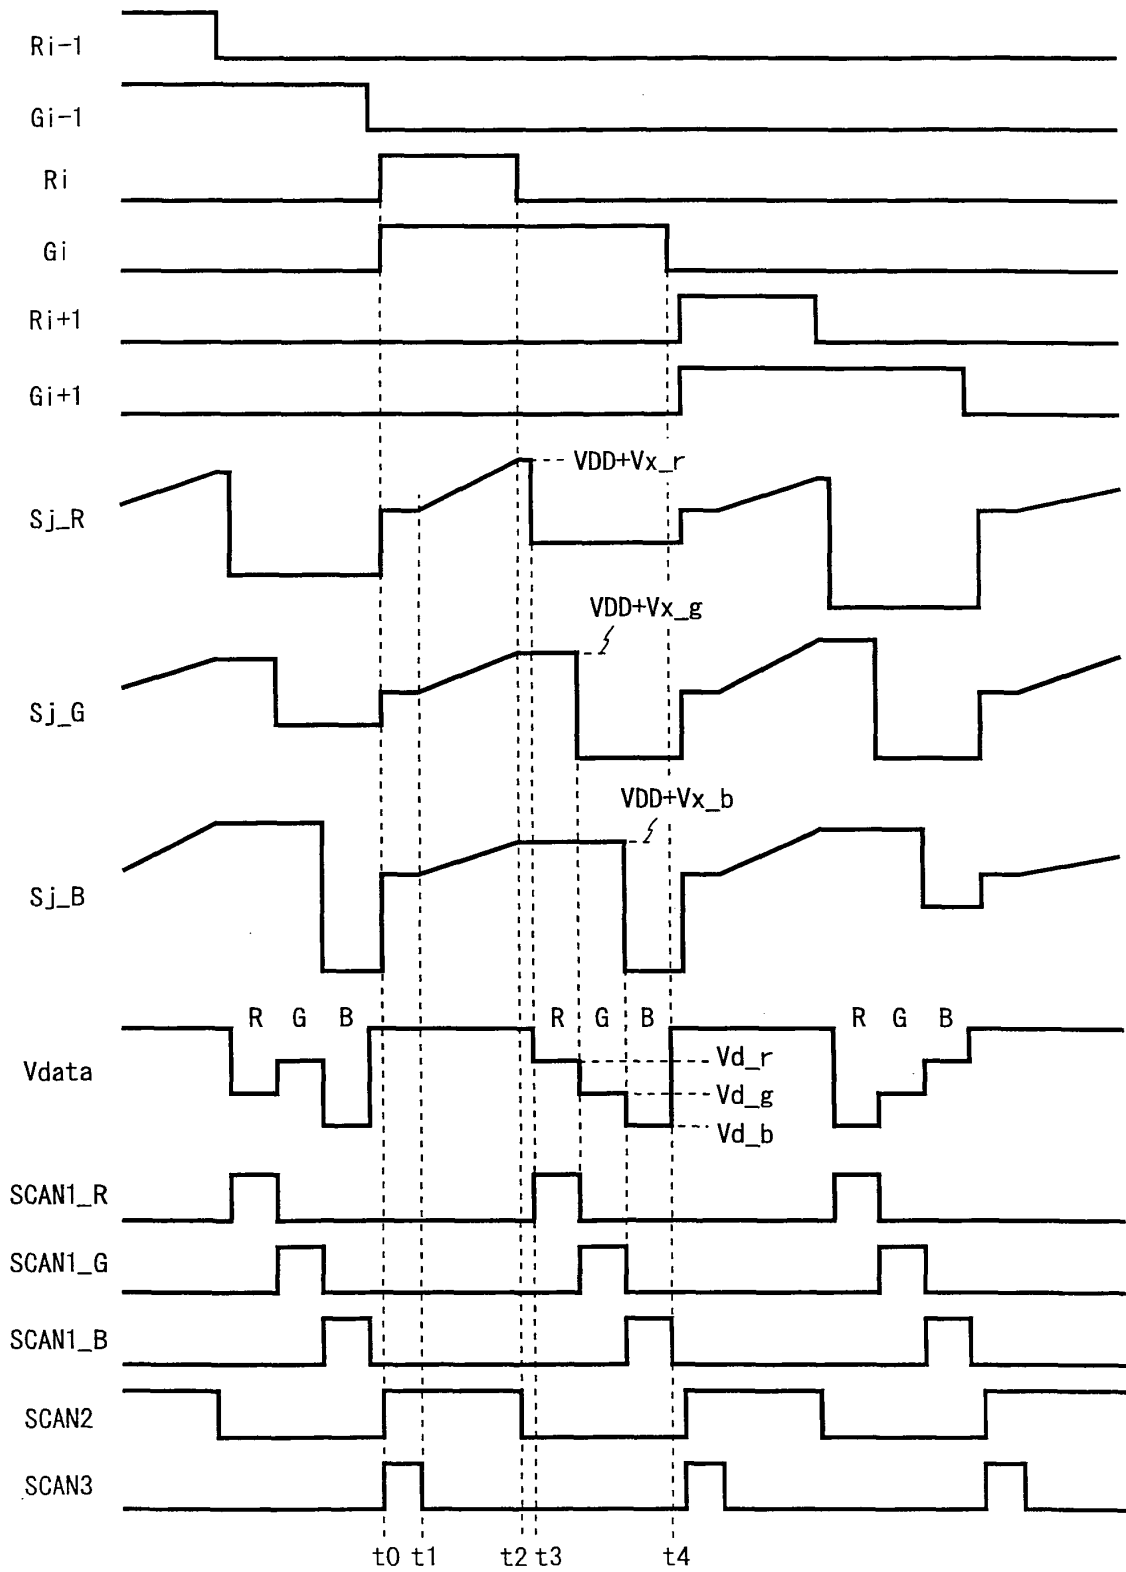 Ri-1
Gi-1
Ri
Gi
Ri+1
Gi+1
VDD+Vx_r
Sj_R
VDD+Vx_g
Sj_G
VDD+Vx_b
Sj_B
R G B R G B R G B
Vdata
Vd_r
Vd_g
Vd_b
SCAN1_R
SCAN1_G
SCAN1_B
SCAN2
SCAN3
t0 t1 t2 t3 t4